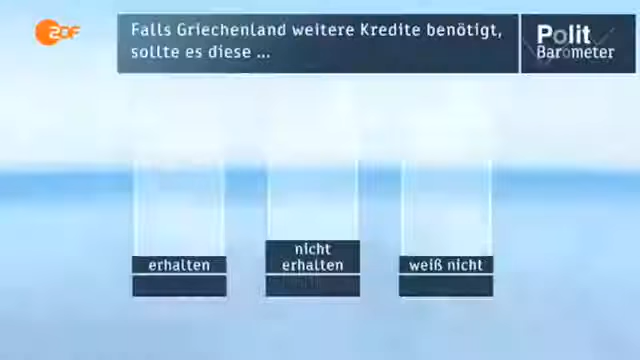 ZDF
Falls Griechenland weitere Kredite benötigt,
sollte es diese ...
Polit
Barometer
erhalten
nicht
erhalten
weiß nicht